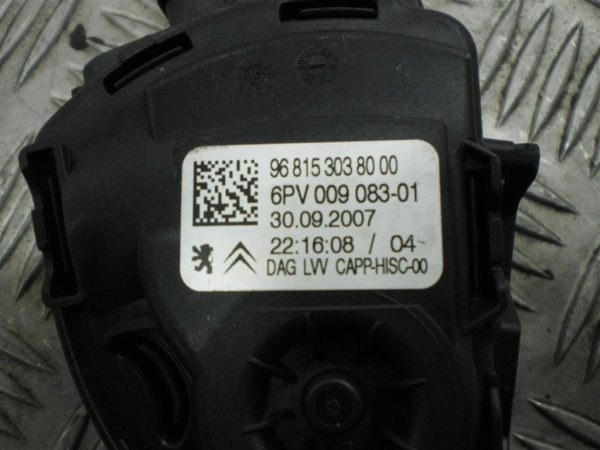 96 815 303 80 00
6PV 009 083-01
30.09.2007
22:16:08 / 04
DAG LVV CAPP-HISC-00